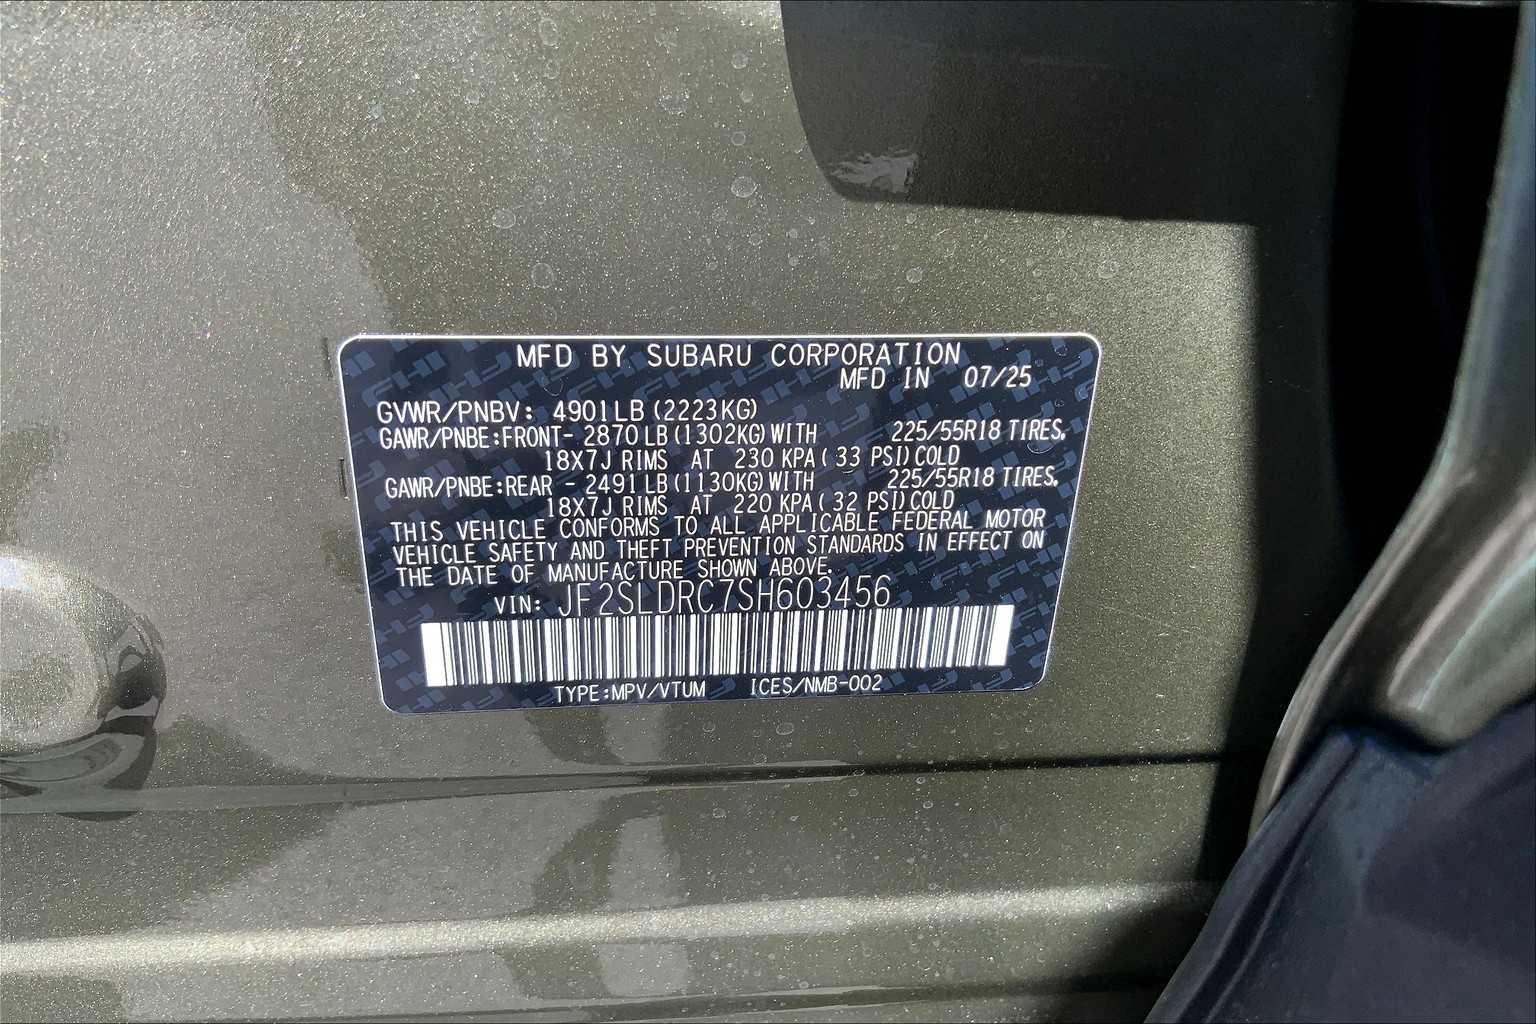 MFD BY SUBARU CORPORATION
MFD IN 07/25
GVWR/PNBV: 4901LB (2223KG)
GAWR/PNBE:FRONT- 2870 LB (1302KG) WITH 225/55R18 TIRES.
18X7J RIMS AT 230 KPA ( 33 PSI) COLD
GAWR/PNBE:REAR - 2491 LB (1130KG) WITH 225/55R18 TIRES.
18X7J RIMS AT 220 KPA ( 32 PSI) COLD
THIS VEHICLE CONFORMS TO ALL APPLICABLE FEDERAL MOTOR
VEHICLE SAFETY AND THEFT PREVENTION STANDARDS IN EFFECT ON
THE DATE OF MANUFACTURE SHOWN ABOVE.
VIN: JF2SLDRC7SH603456
TYPE:MPV/VTUM ICES/NMB-002